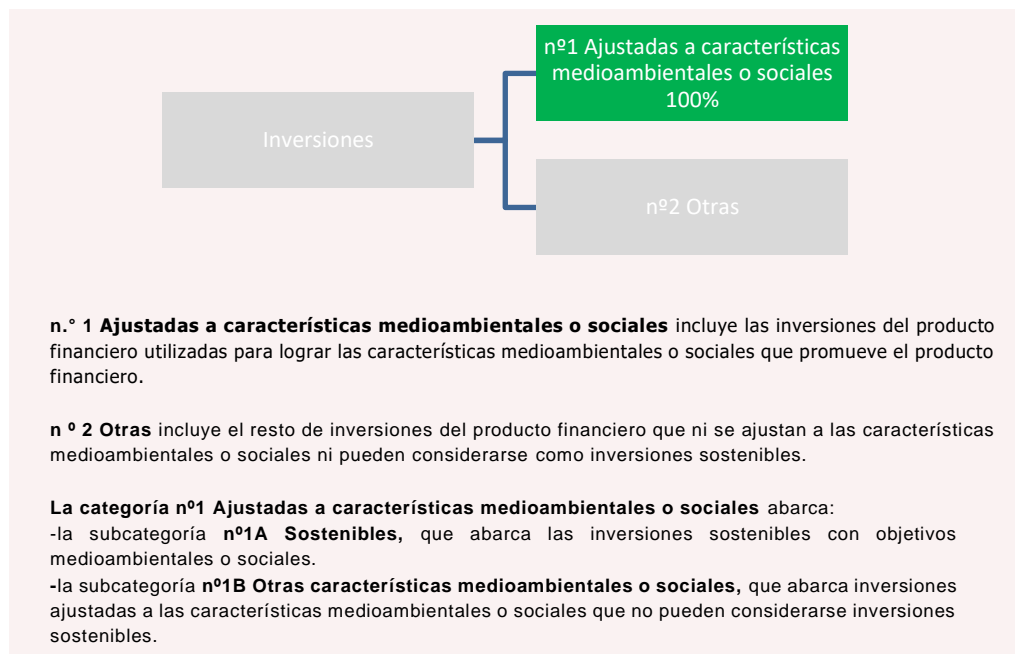 nº1 Ajustadas a características
medioambientales o sociales
100%
Inversiones
nº2 Otras
n.° 1 Ajustadas a características medioambientales o sociales incluye las inversiones del producto
financiero utilizadas para lograr las características medioambientales o sociales que promueve el producto
financiero.
n º 2 Otras incluye el resto de inversiones del producto financiero que ni se ajustan a las características
medioambientales o sociales ni pueden considerarse como inversiones sostenibles.
La categoría nº1 Ajustadas a características medioambientales o sociales abarca:
-la subcategoría nº1A Sostenibles, que abarca las inversiones sostenibles con objetivos
medioambientales o sociales.
-la subcategoría nº1B Otras características medioambientales o sociales, que abarca inversiones
ajustadas a las características medioambientales o sociales que no pueden considerarse inversiones
sostenibles.